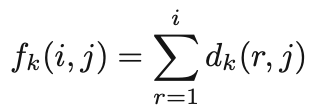 f_k(i, j) = \sum_{r=1}^{i} d_k(r, j)